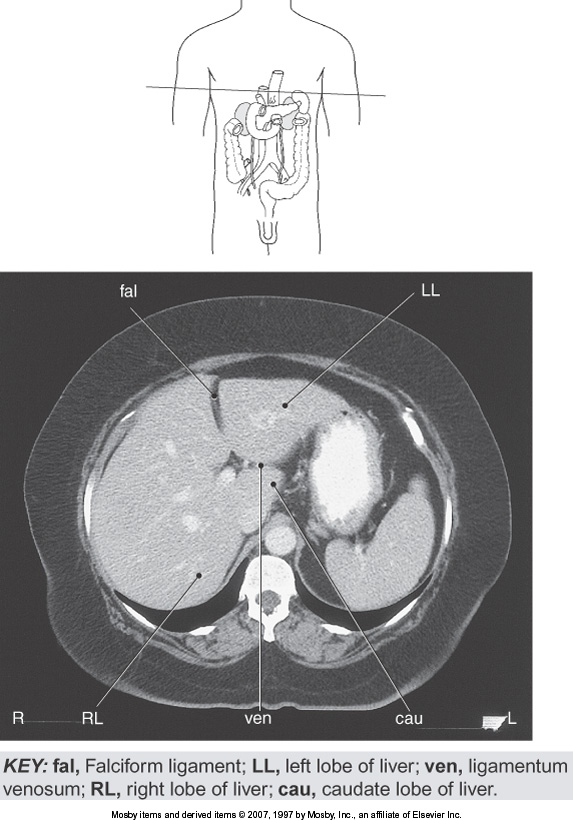 fal LL
R RL ven cau L
KEY: fal, Falciform ligament; LL, left lobe of liver; ven, ligamentum
venosum; RL, right lobe of liver; cau, caudate lobe of liver.
Mosby items and derived items © 2007, 1997 by Mosby, Inc., an affiliate of Elsevier Inc.